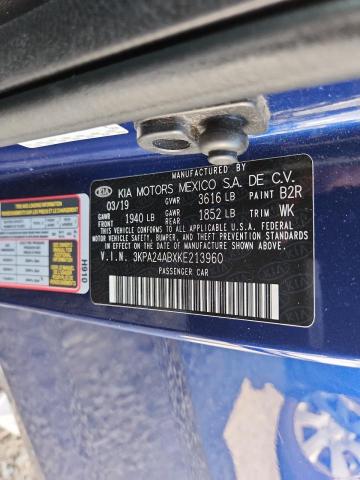 MANUFACTURED BY
KIA KIA MOTORS MEXICO S.A. DE C.V.
03/19 GVWR 3616 LB PAINT B2R
GAWR FRONT 1940 LB GAWR REAR 1852 LB TRIM WK
THIS VEHICLE CONFORMS TO ALL APPLICABLE U.S.A. FEDERAL
MOTOR VEHICLE SAFETY, BUMPER, AND THEFT PREVENTION STANDARDS
IN EFFECT ON THE DATE OF MANUFACTURE SHOWN ABOVE.
V.I.N. 3KPA24ABXKE213960
PASSENGER CAR
H910